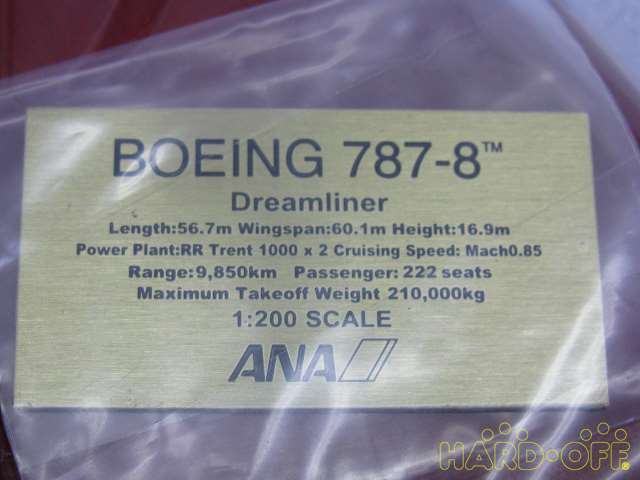 BOEING 787-8™
Dreamliner
Length:56.7m Wingspan:60.1m Height:16.9m
Power Plant:RR Trent 1000 x 2 Cruising Speed: Mach0.85
Range:9,850km Passenger: 222 seats
Maximum Takeoff Weight 210,000kg
1:200 SCALE
ANA
HARD·OFF